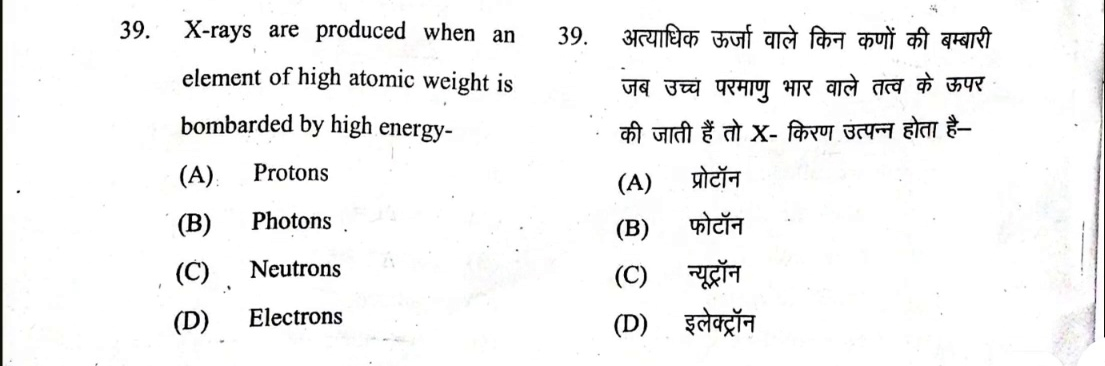 39. X-rays are produced when an
element of high atomic weight is
bombarded by high energy-
(A) Protons
(B) Photons
(C) Neutrons
(D) Electrons
39. अत्याधिक ऊर्जा वाले किन कणों की बम्बारी
जब उच्च परमाणु भार वाले तत्व के ऊपर
की जाती हैं तो X- किरण उत्पन्न होता है–
(A) प्रोटॉन
(B) फोटॉन
(C) न्यूट्रॉन
(D) इलेक्ट्रॉन